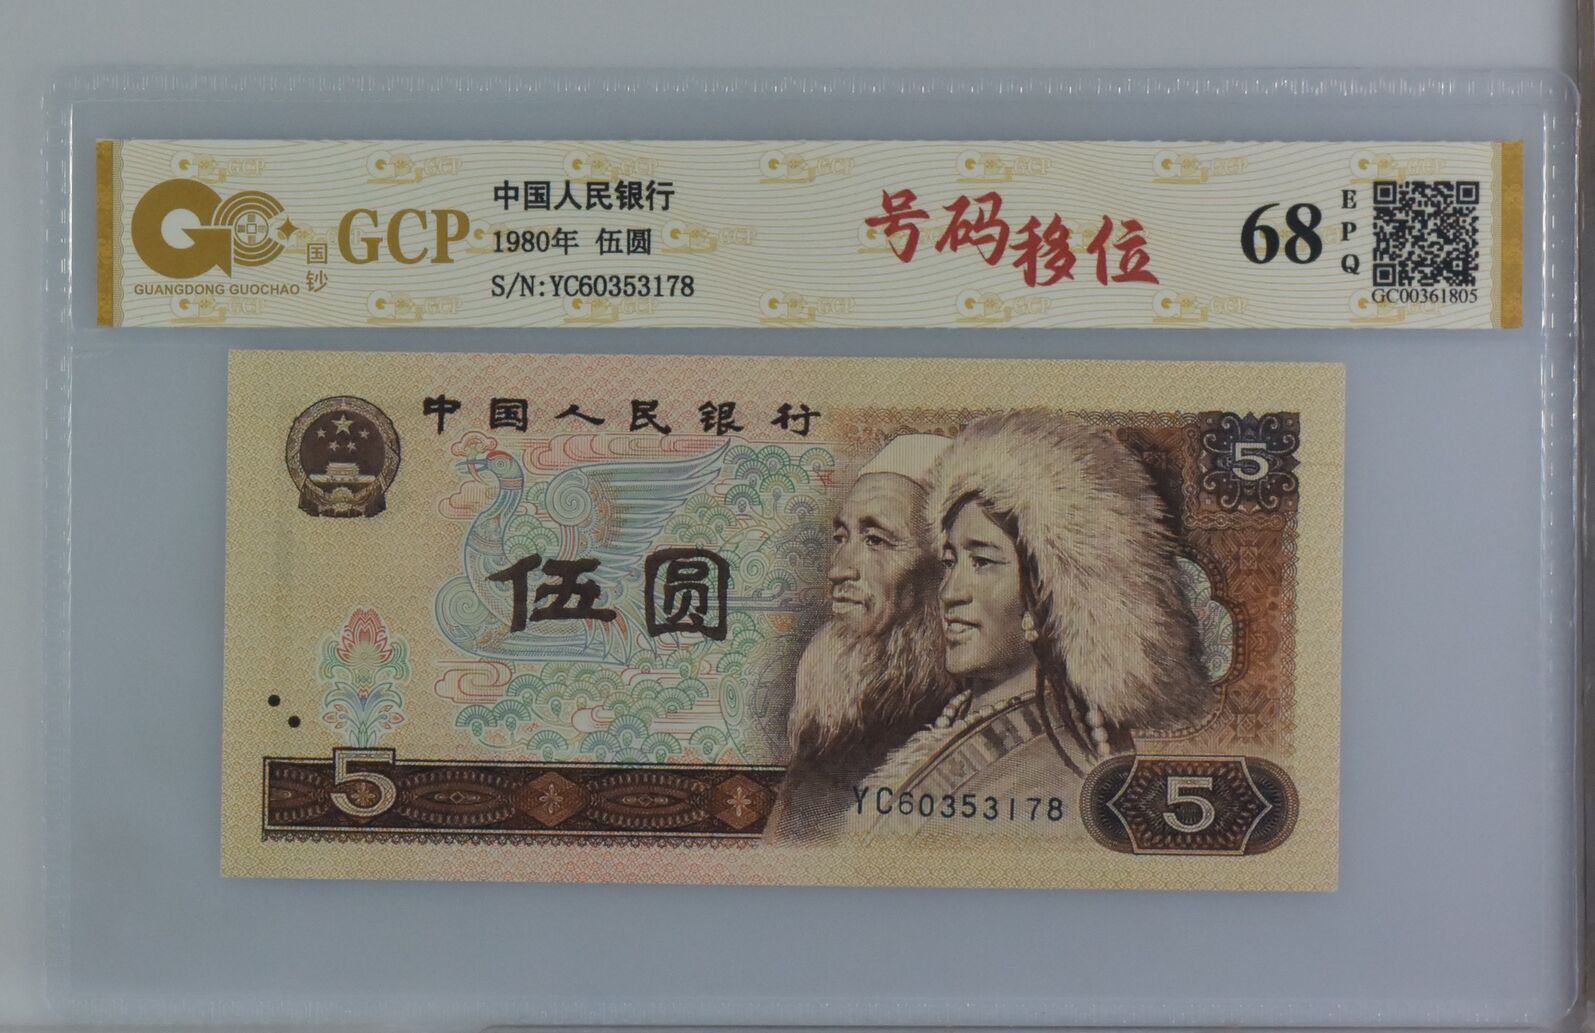 GCP
国钞
GUANGDONG GUOCHAO
中国人民银行
1980年 伍圆
S/N:YC60353178
号码移位
68
EPQ
GC00361805
中国人民银行
5
伍圆
5
YC60353178
5